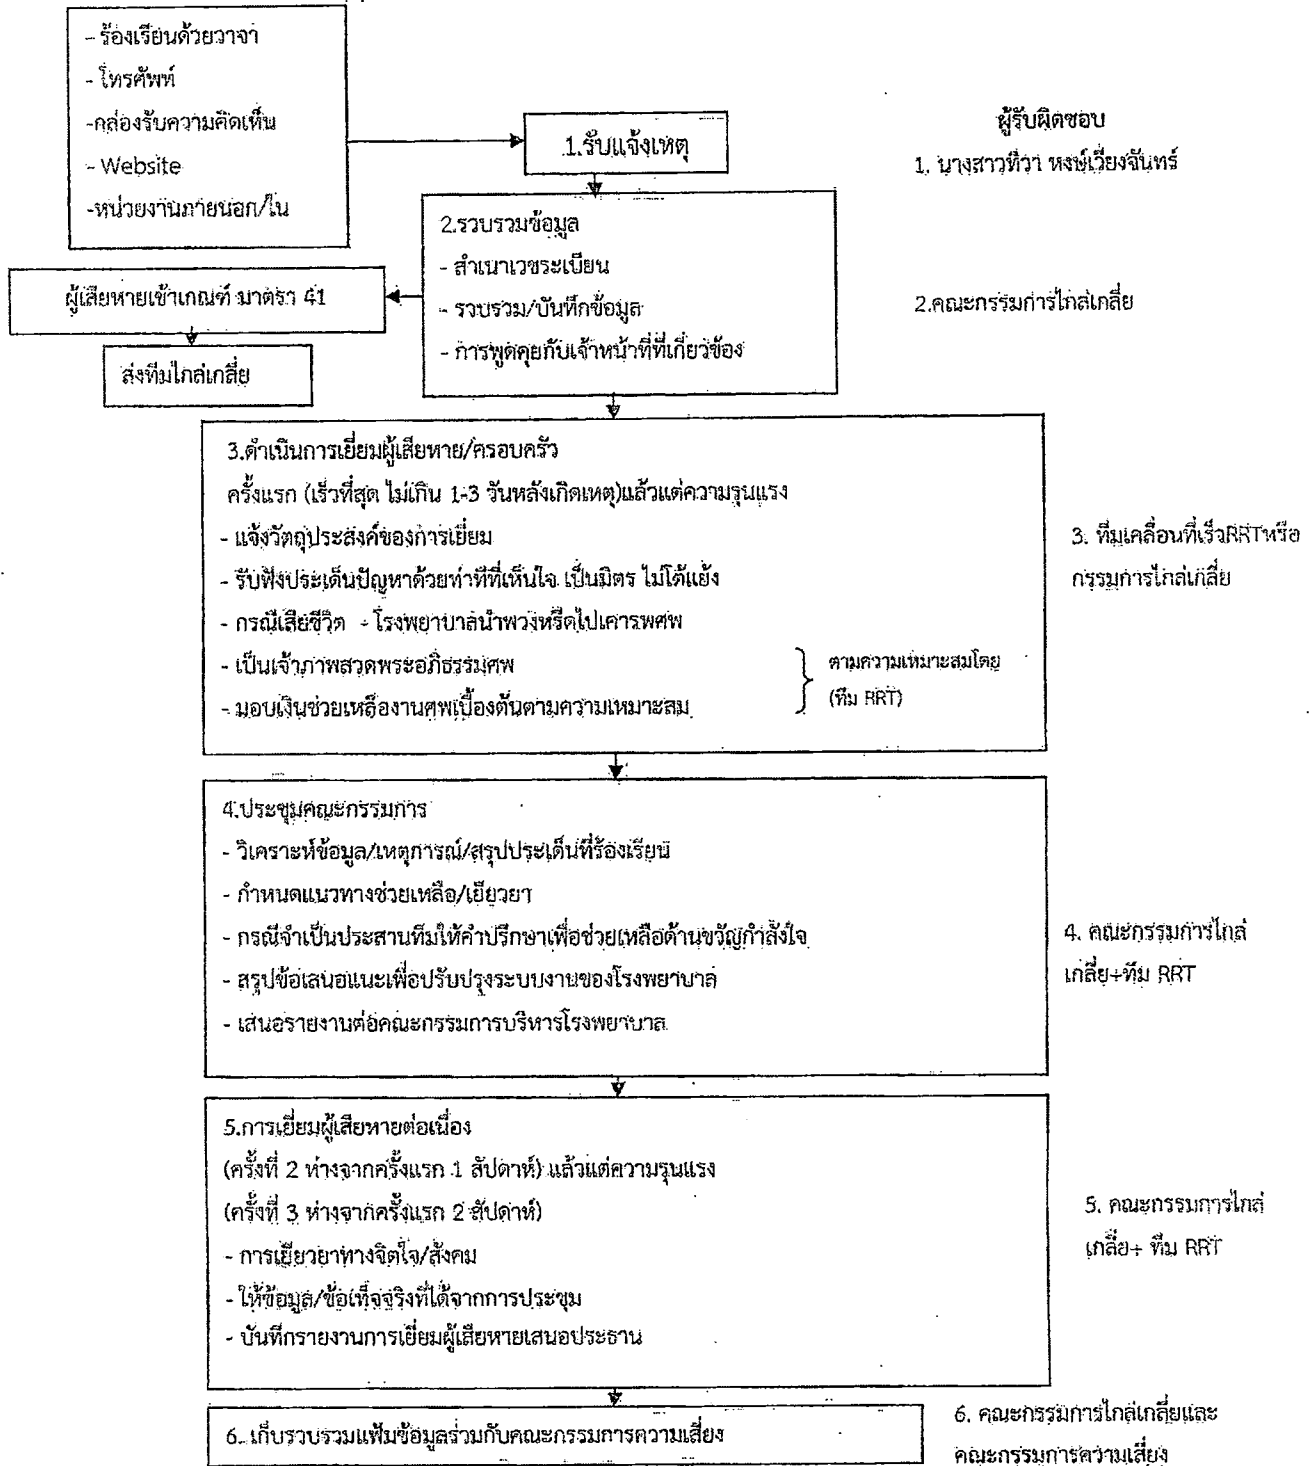 - ร้องเรียนด้วยวาจา
- โทรศัพท์
-กล่องรับความคิดเห็น
- Website
-หน่วยงานภายนอก/ใน
1.รับแจ้งเหตุ
ผู้รับผิดชอบ
1. นางสาวทิวา หงษ์เวียงจันทร์
2.รวบรวมข้อมูล
- สำเนาเวชระเบียน
- รวบรวม/บันทึกข้อมูล
- การพูดคุยกับเจ้าหน้าที่ที่เกี่ยวข้อง
ผู้เสียหายเข้าเกณฑ์ มาตรา 41
ส่งทีมไกล่เกลี่ย
2.คณะกรรมการไกล่เกลี่ย
3.ดำเนินการเยี่ยมผู้เสียหาย/ครอบครัว
ครั้งแรก (เร็วที่สุด ไม่เกิน 1-3 วันหลังเกิดเหตุ)แล้วแต่ความรุนแรง
- แจ้งวัตถุประสงค์ของการเยี่ยม
- รับฟังประเด็นปัญหาด้วยท่าทีที่เห็นใจ เป็นมิตร ไม่โต้แย้ง
- กรณีเสียชีวิต - โรงพยาบาลนำพวงหรีดไปเคารพศพ
- เป็นเจ้าภาพสวดพระอภิธรรมศพ
- มอบเงินช่วยเหลืองานศพเบื้องต้นตามความเหมาะสม
ตามความเหมาะสมโดย
(ทีม RRT)
3. ทีมเคลื่อนที่เร็วRRTหรือ
กรรมการไกล่เกลี่ย
4.ประชุมคณะกรรมการ
- วิเคราะห์ข้อมูล/เหตุการณ์/สรุปประเด็นที่ร้องเรียน
- กำหนดแนวทางช่วยเหลือ/เยียวยา
- กรณีจำเป็นประสานทีมให้คำปรึกษาเพื่อช่วยเหลือด้านขวัญกำลังใจ
- สรุปข้อเสนอแนะเพื่อปรับปรุงระบบงานของโรงพยาบาล
- เสนอรายงานต่อคณะกรรมการบริหารโรงพยาบาล
4. คณะกรรมการไกล่
เกลี่ย+ทีม RRT
5.การเยี่ยมผู้เสียหายต่อเนื่อง
(ครั้งที่ 2 ห่างจากครั้งแรก 1 สัปดาห์) แล้วแต่ความรุนแรง
(ครั้งที่ 3 ห่างจากครั้งแรก 2 สัปดาห์)
- การเยียวยาทางจิตใจ/สังคม
- ให้ข้อมูล/ข้อเท็จจริงที่ได้จากการประชุม
- บันทึกรายงานการเยี่ยมผู้เสียหายเสนอประธาน
5. คณะกรรมการไกล่
เกลี่ย+ ทีม RRT
6. เก็บรวบรวมแฟ้มข้อมูลร่วมกับคณะกรรมการความเสี่ยง
6. คณะกรรมการไกล่เกลี่ยและ
คณะกรรมการความเสี่ยง